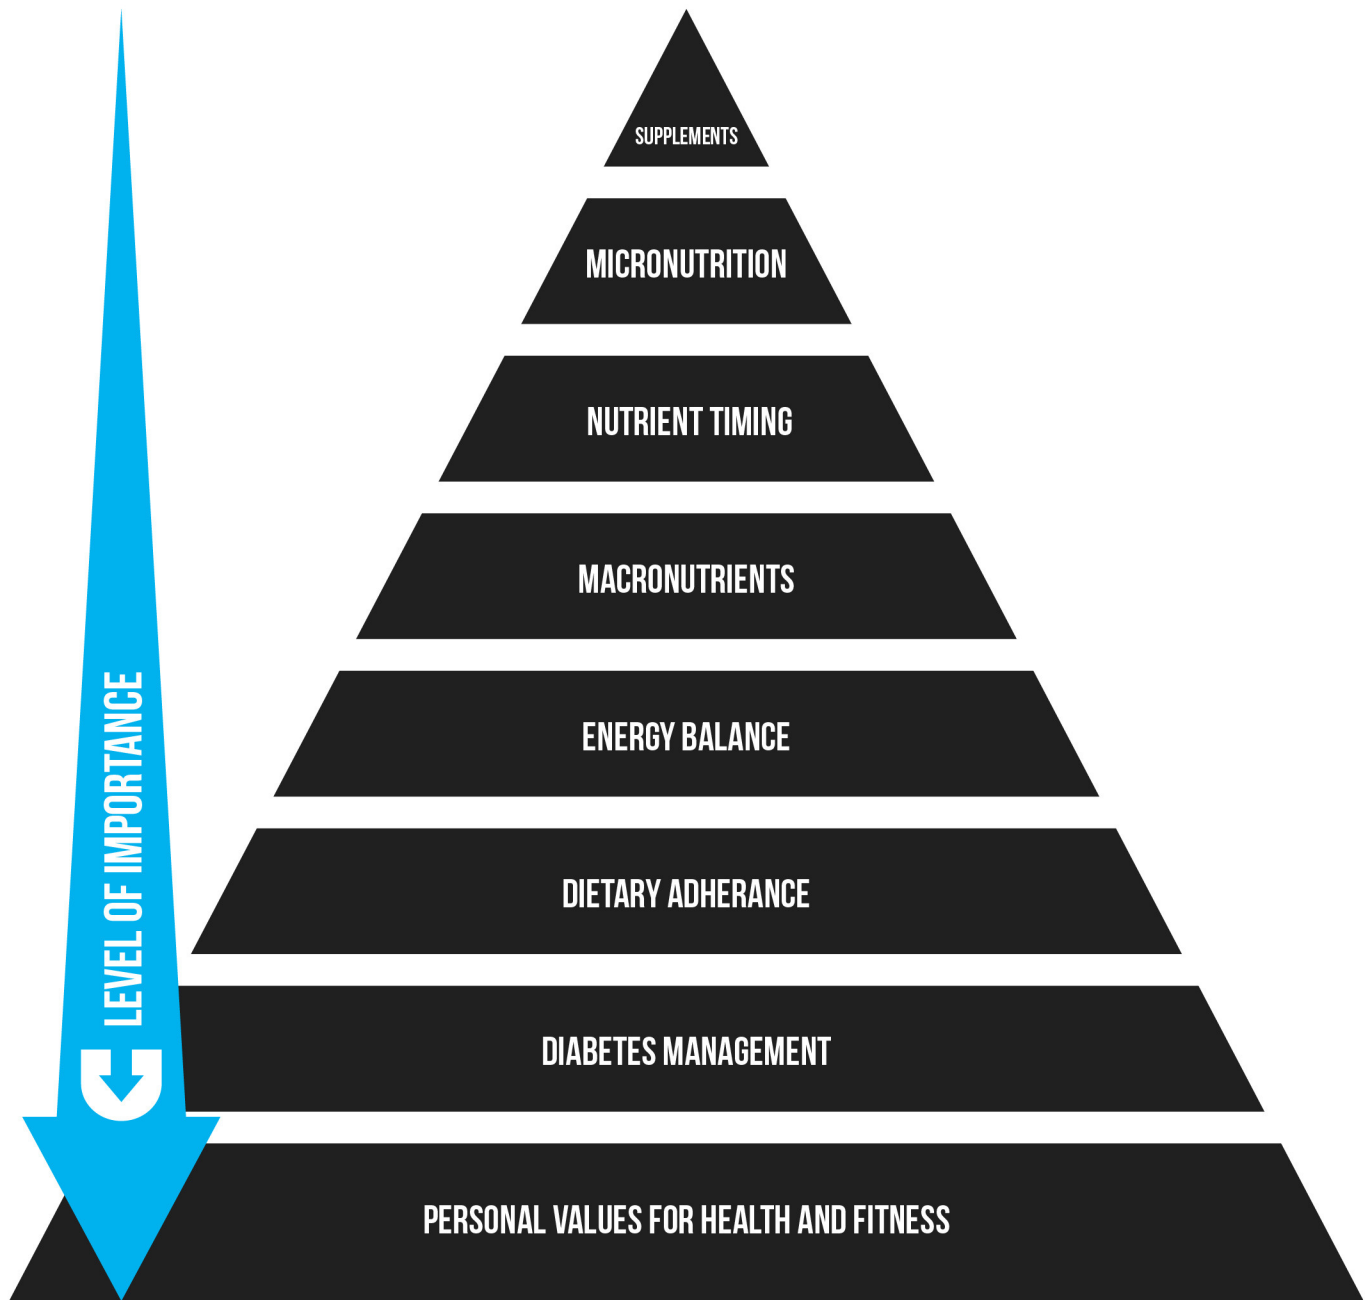 SUPPLEMENTS
MICRONUTRITION
NUTRIENT TIMING
MACRONUTRIENTS
ENERGY BALANCE
DIETARY ADHERANCE
DIABETES MANAGEMENT
PERSONAL VALUES FOR HEALTH AND FITNESS
LEVEL OF IMPORTANCE